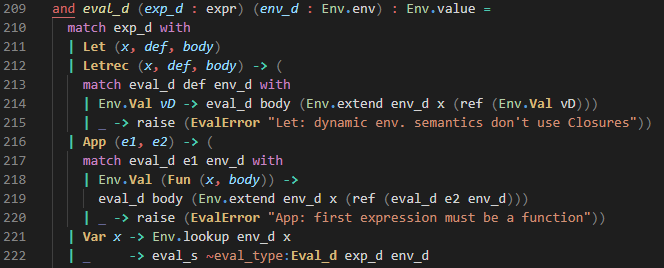 209 and eval_d (exp_d : expr) (env_d : Env.env) : Env.value =
210   match exp_d with
211   | Let (x, def, body)
212   | Letrec (x, def, body) -> (
213     match eval_d def env_d with
214     | Env.Val vD -> eval_d body (Env.extend env_d x (ref (Env.Val vD)))
215     | _ -> raise (EvalError "Let: dynamic env. semantics don't use Closures"))
216   | App (e1, e2) -> (
217     match eval_d e1 env_d with
218     | Env.Val (Fun (x, body)) ->
219       eval_d body (Env.extend env_d x (ref (eval_d e2 env_d)))
220     | _ -> raise (EvalError "App: first expression must be a function"))
221   | Var x -> Env.lookup env_d x
222   | _     -> eval_s ~eval_type:Eval_d exp_d env_d